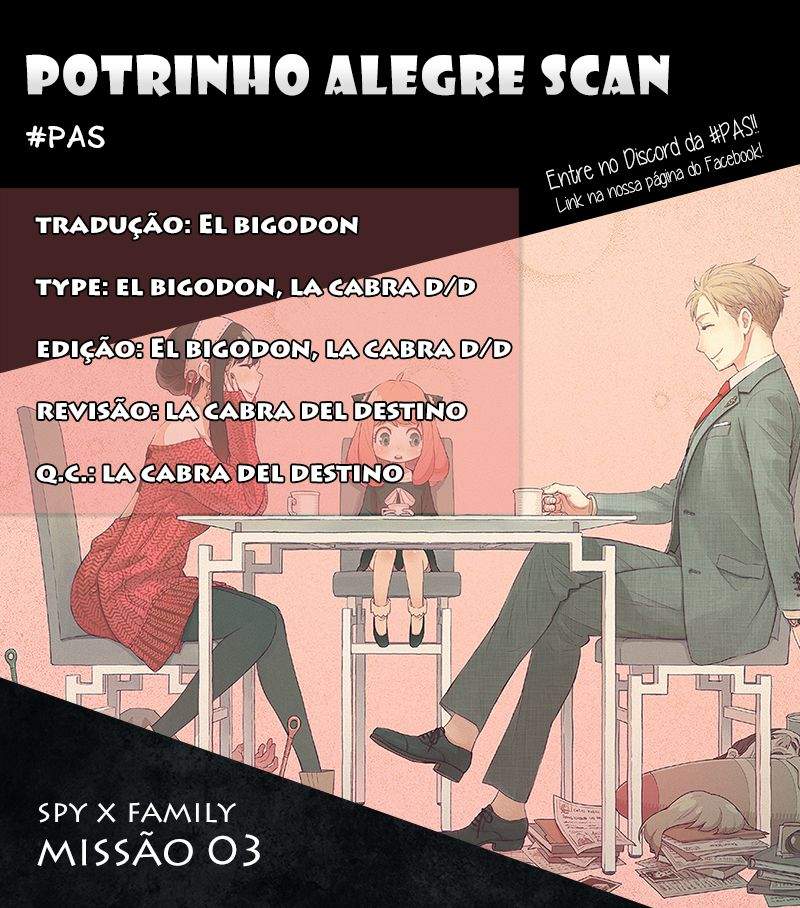 POTRINHO ALEGRE SCAN
#PAS
Entre no Discord da #PAS!!
Link na nossa página do Facebook!
TRADUÇÃO: EL BIGODON
TYPE: EL BIGODON, LA CABRA D/D
EDIÇÃO: EL BIGODON, LA CABRA D/D
REVISÃO: LA CABRA DEL DESTINO
Q.C.: LA CABRA DEL DESTINO
SPY X FAMILY
MISSÃO 03